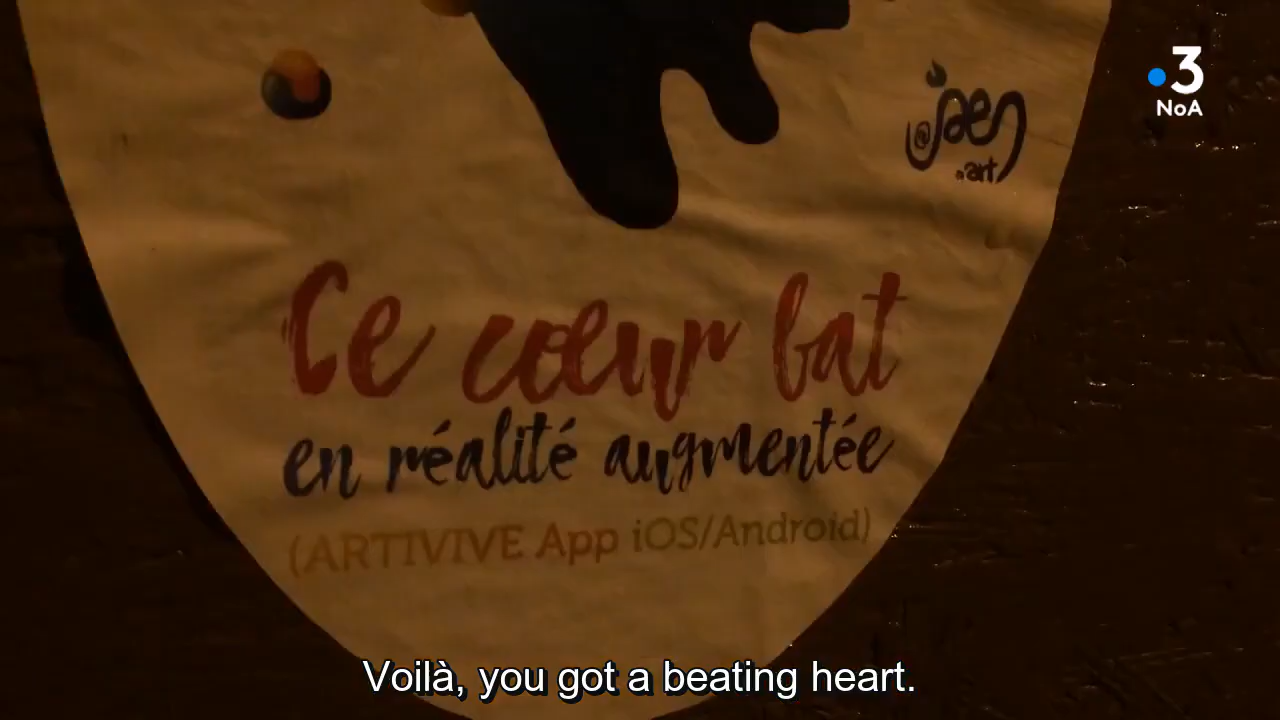 3
NoA
@jaen
.art
Ce cœur bat
en réalité augmentée
(ARTIVIVE App iOS/Android)
Voilà, you got a beating heart.